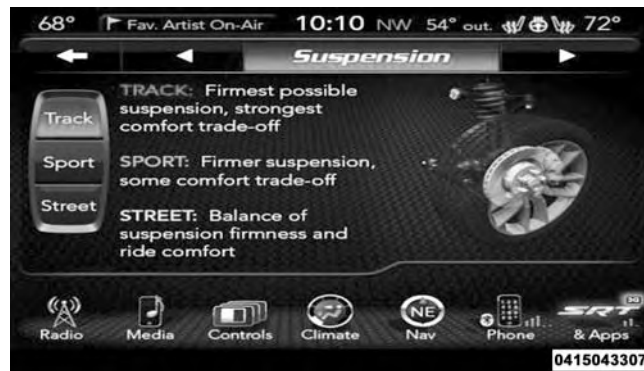 68° Fav. Artist On-Air 10:10 NW 54° out. 72°
Suspension
Track
Sport
Street
TRACK: Firmest possible
suspension, strongest
comfort trade-off
SPORT: Firmer suspension,
some comfort trade-off
STREET: Balance of
suspension firmness and
ride comfort
NE
3G
SRT
Radio Media Controls Climate Nav Phone & Apps
0415043307